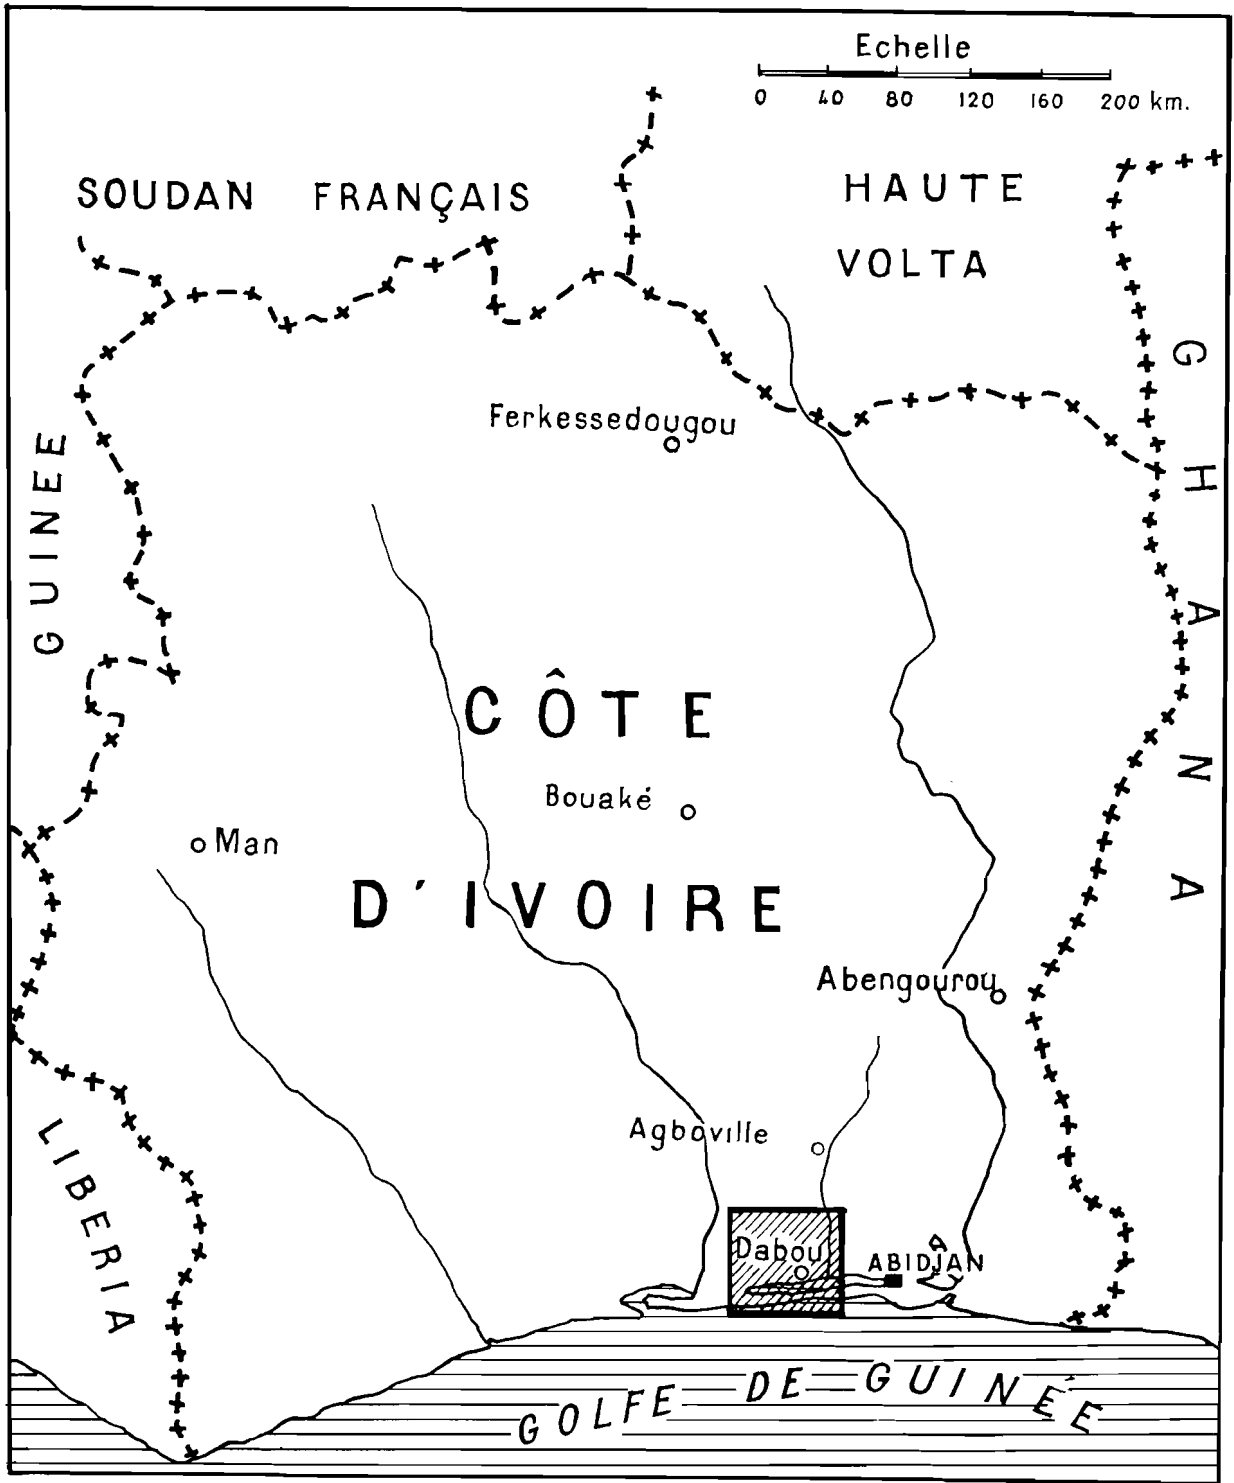 Echelle
0 40 80 120 160 200 km.
SOUDAN FRANÇAIS
HAUTE
VOLTA
GHANA
Ferkessedougou
GUINEE
CÔTE
Bouaké
Man
D'IVOIRE
Abengourou
Agboville
LIBERIA
Dabou
ABIDJAN
GOLFE DE GUINÉE